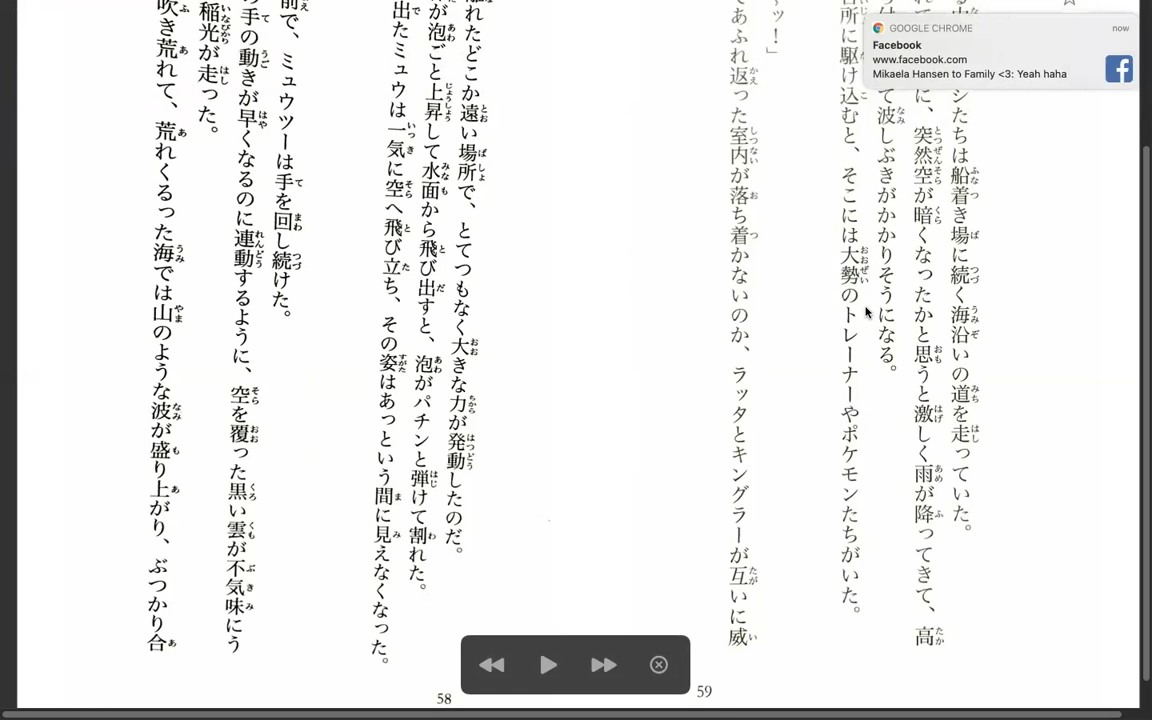 GOOGLE CHROME
now
Facebook
www.facebook.com
Mikaela Hansen to Family <3: Yeah haha
れたどこか遠い場所で、とてつもなく大きな力が発動したのだ。
が泡ごと上昇して水面から飛び出すと、泡がパチンと弾けて割れた。
出たミュウは一気に空へ飛び立ち、その姿はあっという間に見えなくなった。
前で、ミュウツーは手を回し続けた。
の手の動きが早くなるのに連動するように、空を覆った黒い雲が不気味にう
稲光が走った。
吹き荒れて、荒れくるった海では山のような波が盛り上がり、ぶつかり合
58
☆
シたちは船着き場に続く海沿いの道を走っていた。
に、突然空が暗くなったかと思うと激しく雨が降ってきて、高
て波しぶきがかかりそうになる。
所に駆け込むと、そこには大勢のトレーナーやポケモンたちがいた。
ッ！」
であふれ返った室内が落ち着かないのか、ラッタとキングラーが互いに威
59